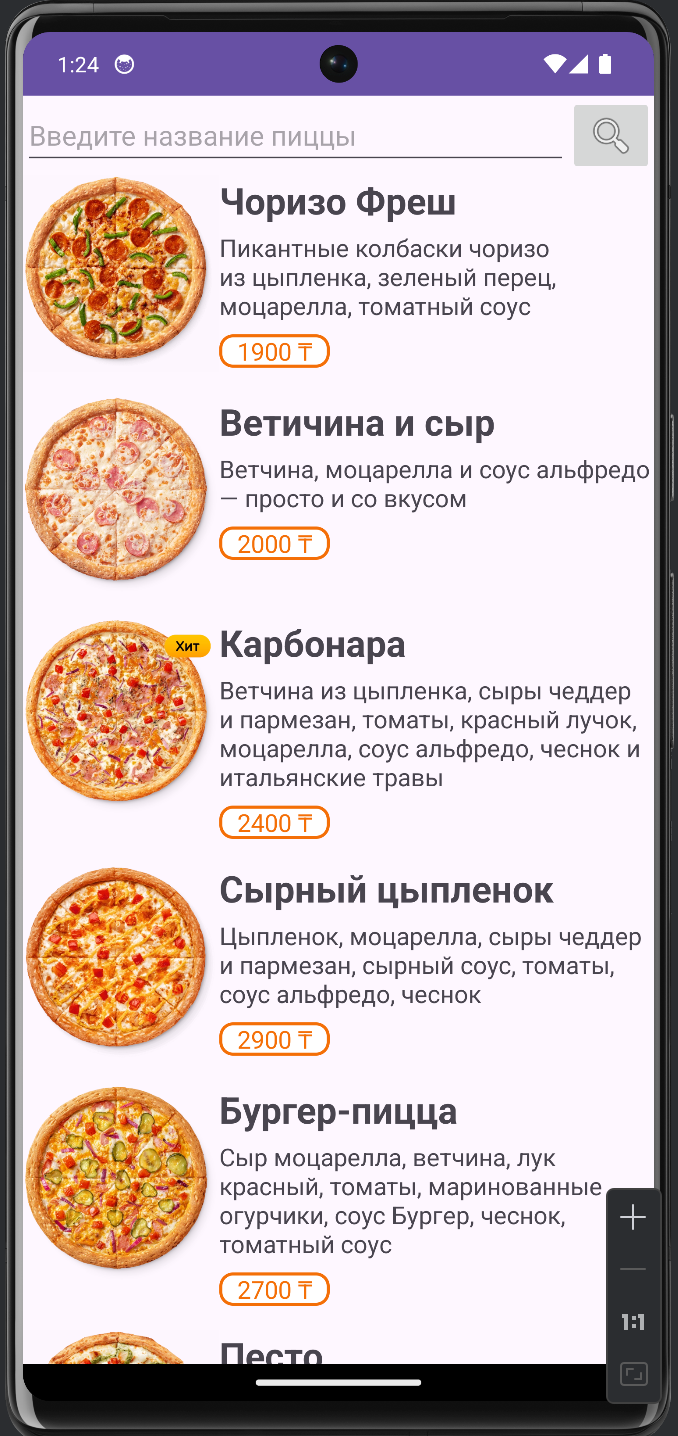 1:24
Введите название пиццы
Чоризо Фреш
Пикантные колбаски чоризо
из цыпленка, зеленый перец,
моцарелла, томатный соус
1900 ₸
Ветичина и сыр
Ветчина, моцарелла и соус альфредо
— просто и со вкусом
2000 ₸
Хит
Карбонара
Ветчина из цыпленка, сыры чеддер
и пармезан, томаты, красный лучок,
моцарелла, соус альфредо, чеснок и
итальянские травы
2400 ₸
Сырный цыпленок
Цыпленок, моцарелла, сыры чеддер
и пармезан, сырный соус, томаты,
соус альфредо, чеснок
2900 ₸
Бургер-пицца
Сыр моцарелла, ветчина, лук
красный, томаты, маринованные
огурчики, соус Бургер, чеснок,
томатный соус
2700 ₸
1:1
Песто